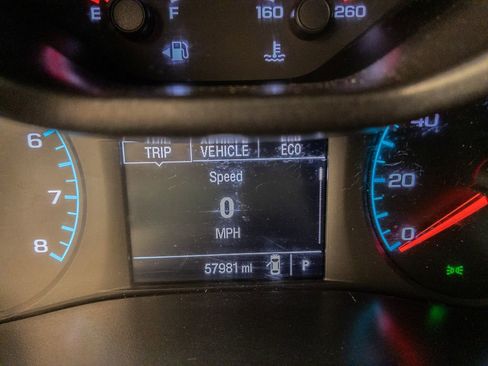 E F 160 260
TRIP VEHICLE ECO
Speed
0
MPH
57981 mi P
6
7
8
40
20
0